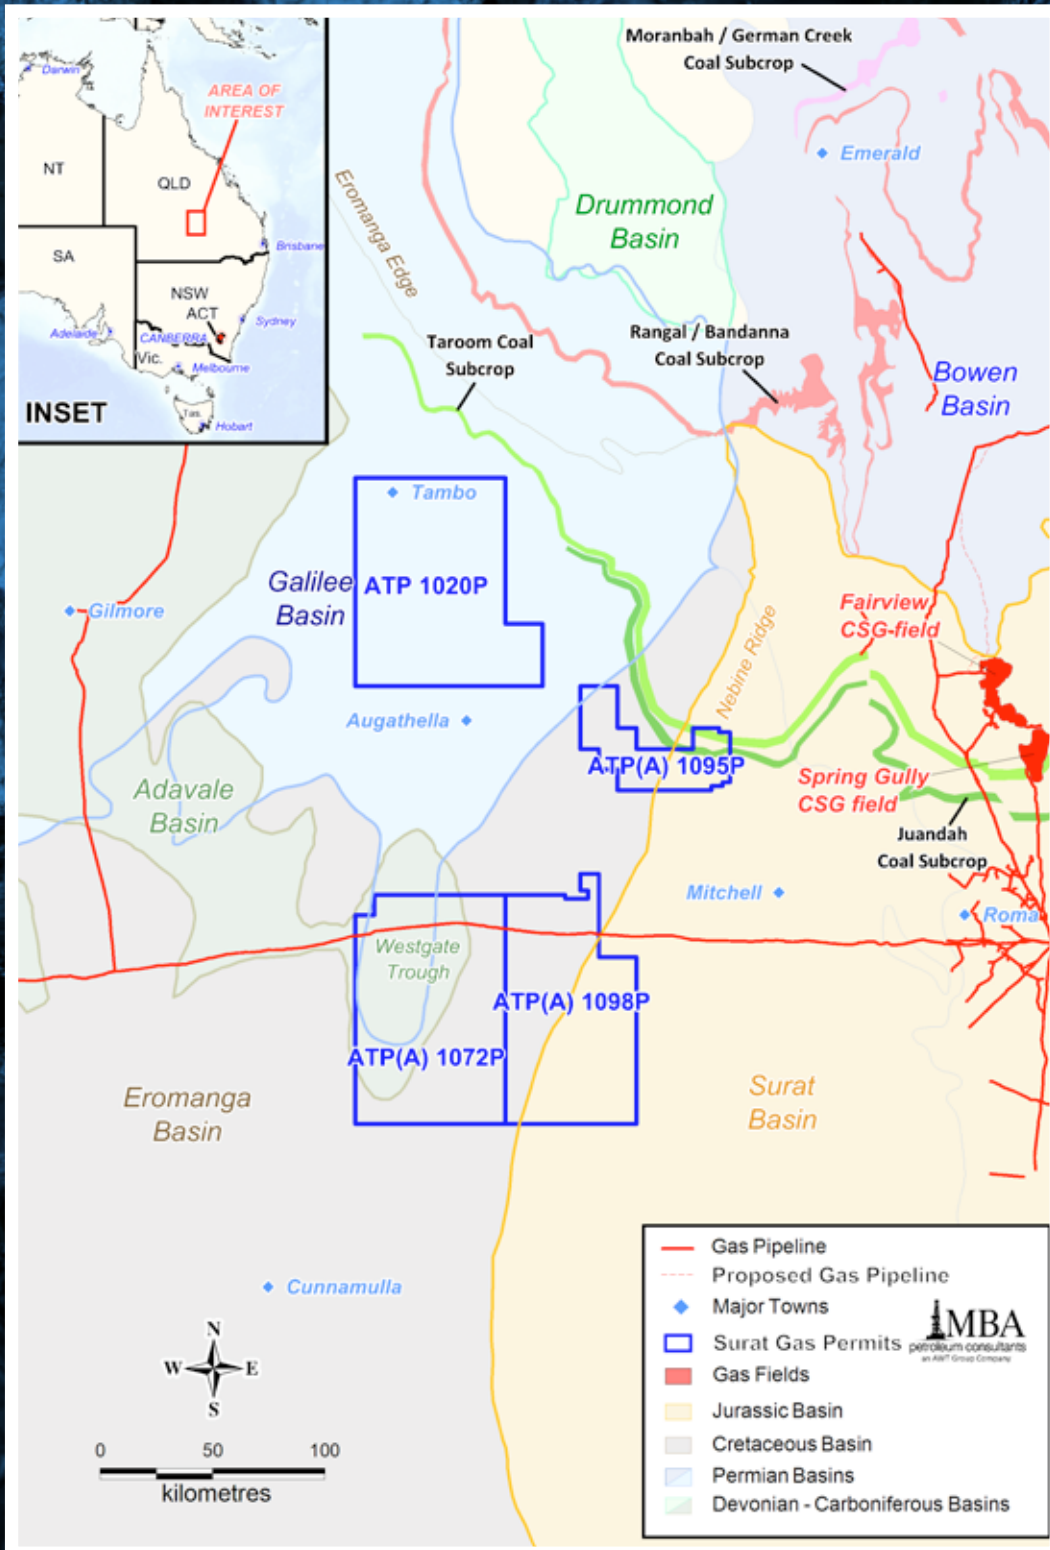 Moranbah / German Creek
Coal Subcrop
Darwin
AREA OF
INTEREST
NT
QLD
Emerald
Eromanga Edge
Drummond
Basin
SA
Brisbane
NSW
ACT
Sydney
Adelaide
CANBERRA
Vic.
Melbourne
Tas.
Hobart
INSET
Taroom Coal
Subcrop
Rangal / Bandanna
Coal Subcrop
Bowen
Basin
Tambo
Galilee
Basin
ATP 1020P
Gilmore
Fairview
CSG-field
Nebine Ridge
Augathella
ATP(A) 1095P
Adavale
Basin
Spring Gully
CSG field
Juandah
Coal Subcrop
Mitchell
Roma
Westgate
Trough
ATP(A) 1098P
ATP(A) 1072P
Eromanga
Basin
Surat
Basin
Cunnamulla
N
W
E
S
0 50 100
kilometres
Gas Pipeline
Proposed Gas Pipeline
Major Towns
Surat Gas Permits
MBA
petroleum consultants
an AWT Group Company
Gas Fields
Jurassic Basin
Cretaceous Basin
Permian Basins
Devonian - Carboniferous Basins